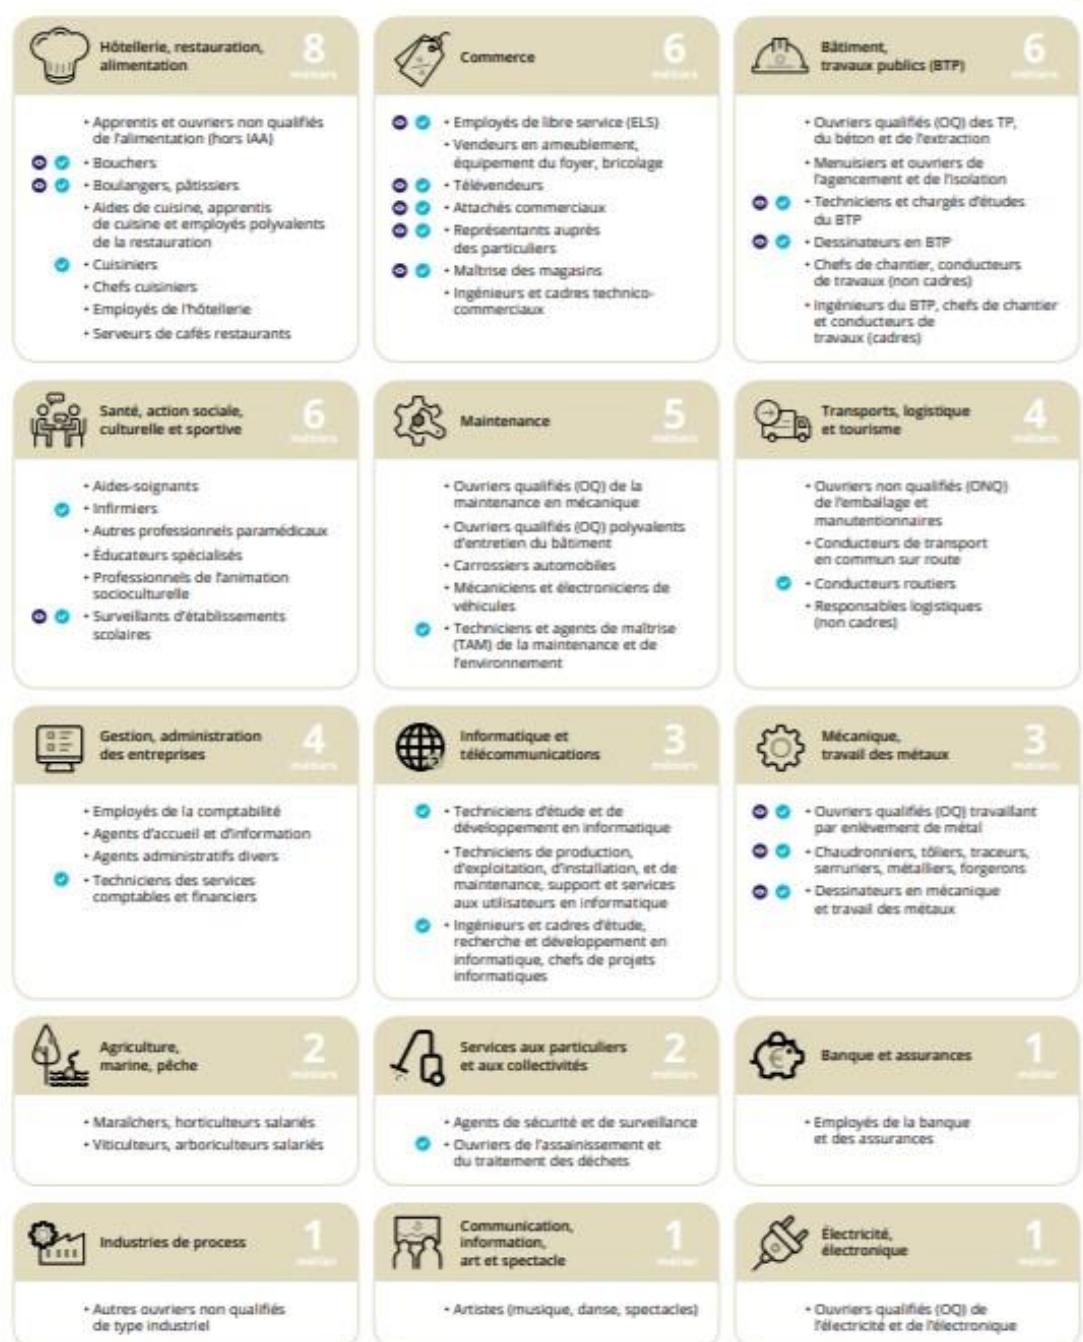 Hôtellerie, restauration,
alimentation
8
métiers
• Apprentis et ouvriers non qualifiés
de l'alimentation (hors IAA)
• Bouchers
• Boulangers, pâtissiers
• Aides de cuisine, apprentis
de cuisine et employés polyvalents
de la restauration
• Cuisiniers
• Chefs cuisiniers
• Employés de l'hôtellerie
• Serveurs de cafés restaurants
Commerce
6
métiers
• Employés de libre service (ELS)
• Vendeurs en ameublement,
équipement du foyer, bricolage
• Télévendeurs
• Attachés commerciaux
• Représentants auprès
des particuliers
• Maîtrise des magasins
• Ingénieurs et cadres technico-
commerciaux
Bâtiment,
travaux publics (BTP)
6
métiers
• Ouvriers qualifiés (OQ) des TP,
du béton et de l'extraction
• Menuisiers et ouvriers de
l'agencement et de l'isolation
• Techniciens et chargés d'études
du BTP
• Dessinateurs en BTP
• Chefs de chantier, conducteurs
de travaux (non cadres)
• Ingénieurs du BTP, chefs de chantier
et conducteurs de
travaux (cadres)
Santé, action sociale,
culturelle et sportive
6
métiers
• Aides-soignants
• Infirmiers
• Autres professionnels paramédicaux
• Éducateurs spécialisés
• Professionnels de l'animation
socioculturelle
• Surveillants d'établissements
scolaires
Maintenance
5
métiers
• Ouvriers qualifiés (OQ) de la
maintenance en mécanique
• Ouvriers qualifiés (OQ) polyvalents
d'entretien du bâtiment
• Carrossiers automobiles
• Mécaniciens et électroniciens de
véhicules
• Techniciens et agents de maîtrise
(TAM) de la maintenance et de
l'environnement
Transports, logistique
et tourisme
4
métiers
• Ouvriers non qualifiés (ONQ)
de l'emballage et
manutentionnaires
• Conducteurs de transport
en commun sur route
• Conducteurs routiers
• Responsables logistiques
(non cadres)
Gestion, administration
des entreprises
4
métiers
• Employés de la comptabilité
• Agents d'accueil et d'information
• Agents administratifs divers
• Techniciens des services
comptables et financiers
Informatique et
télécommunications
3
métiers
• Techniciens d'étude et de
développement en informatique
• Techniciens de production,
d'exploitation, d'installation, et de
maintenance, support et services
aux utilisateurs en informatique
• Ingénieurs et cadres d'étude,
recherche et développement en
informatique, chefs de projets
informatiques
Mécanique,
travail des métaux
3
métiers
• Ouvriers qualifiés (OQ) travaillant
par enlèvement de métal
• Chaudronniers, tôliers, traceurs,
serruriers, métalliers, forgerons
• Dessinateurs en mécanique
et travail des métaux
Agriculture,
marine, pêche
2
métiers
• Maraîchers, horticulteurs salariés
• Viticulteurs, arboriculteurs salariés
Services aux particuliers
et aux collectivités
2
métiers
• Agents de sécurité et de surveillance
• Ouvriers de l'assainissement et
du traitement des déchets
Banque et assurances
1
métier
• Employés de la banque
et des assurances
Industries de process
1
métier
• Autres ouvriers non qualifiés
de type industriel
Communication,
information,
art et spectacle
1
métier
• Artistes (musique, danse, spectacles)
Électricité,
électronique
1
métier
• Ouvriers qualifiés (OQ) de
l'électricité et de l'électronique